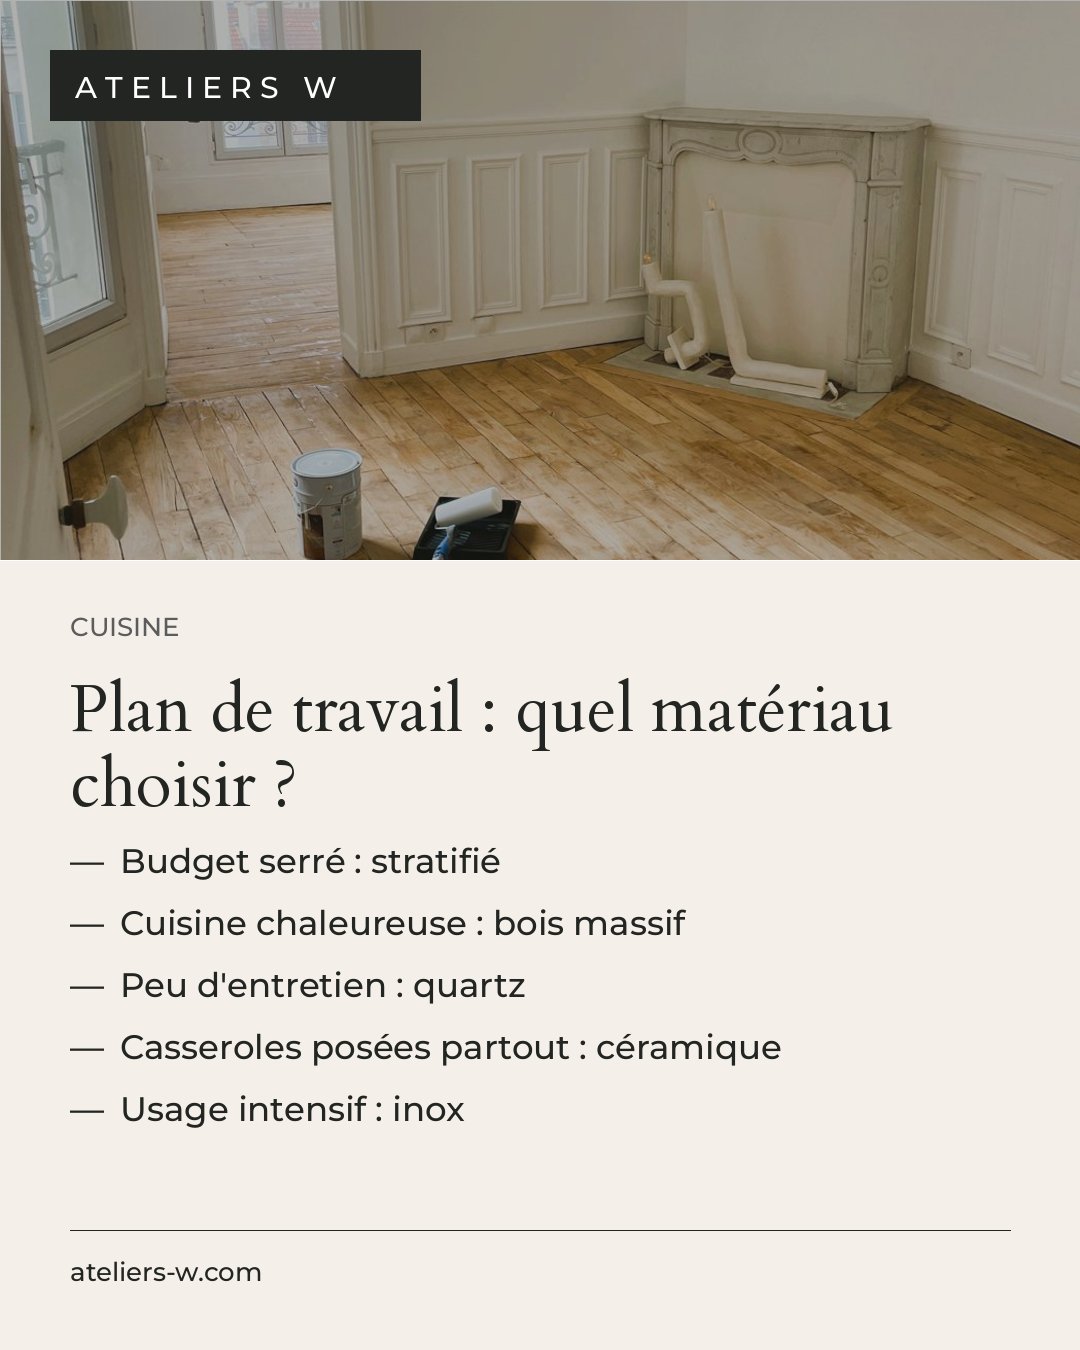 ATELIERS W
CUISINE
Plan de travail : quel matériau
choisir ?
— Budget serré : stratifié
— Cuisine chaleureuse : bois massif
— Peu d'entretien : quartz
— Casseroles posées partout : céramique
— Usage intensif : inox
ateliers-w.com